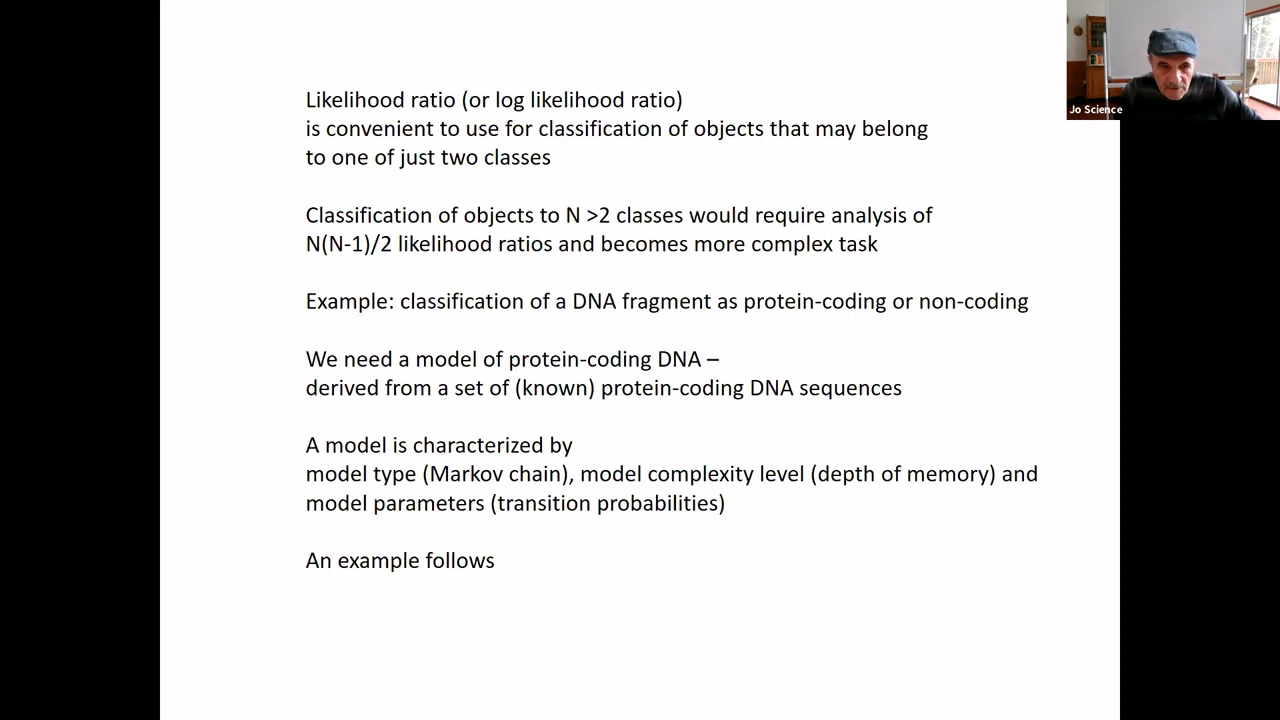 Likelihood ratio (or log likelihood ratio)
is convenient to use for classification of objects that may belong
to one of just two classes
Classification of objects to N >2 classes would require analysis of
N(N-1)/2 likelihood ratios and becomes more complex task
Example: classification of a DNA fragment as protein-coding or non-coding
We need a model of protein-coding DNA –
derived from a set of (known) protein-coding DNA sequences
A model is characterized by
model type (Markov chain), model complexity level (depth of memory) and
model parameters (transition probabilities)
An example follows
Jo Science